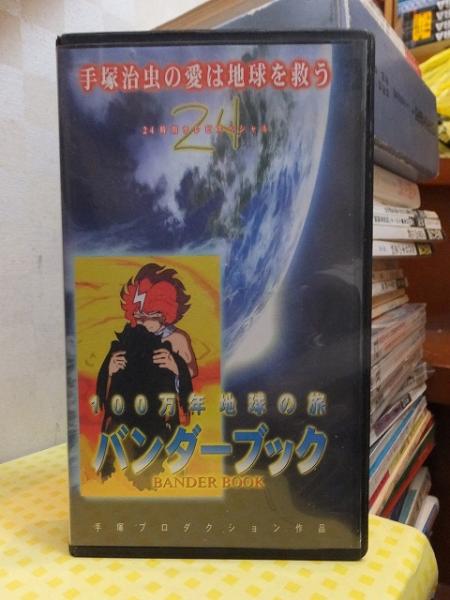 手塚治虫の愛は地球を救う
24
24時間テレビスペシャル
100万年地球の旅
バンダーブック
BANDER BOOK
手塚プロダクション作品